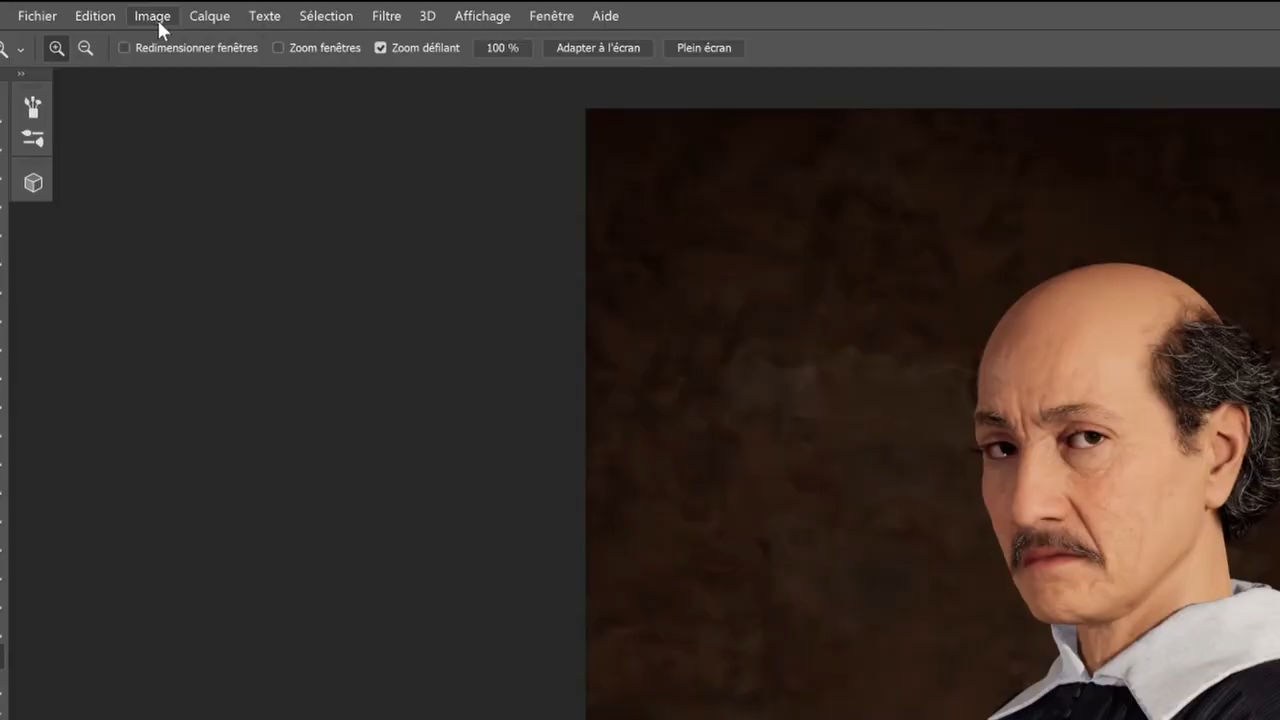 Fichier Edition Image Calque Texte Sélection Filtre 3D Affichage Fenêtre Aide
Redimensionner fenêtres Zoom fenêtres Zoom défilant 100 % Adapter à l'écran Plein écran